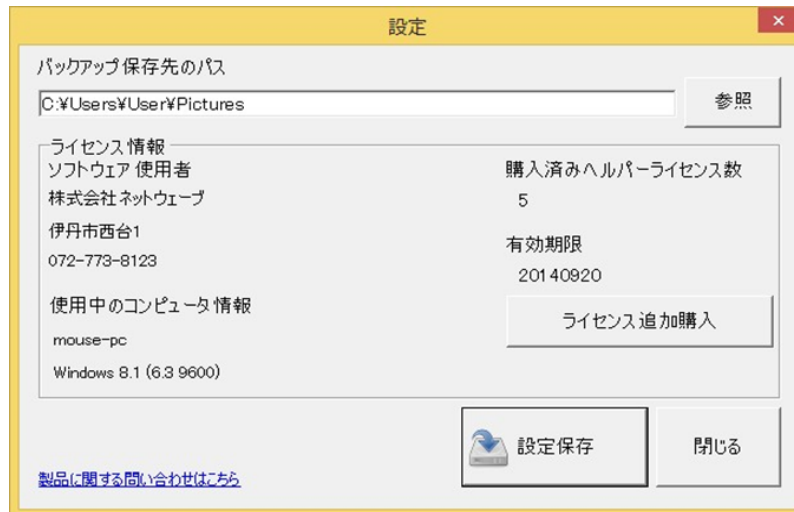 設定
バックアップ保存先のパス
C:¥Users¥User¥Pictures
参照
ライセンス情報
ソフトウェア使用者
株式会社ネットウェーブ
伊丹市西台1
072-773-8123
使用中のコンピュータ情報
mouse-pc
Windows 8.1 (6.3 9600)
購入済みヘルパーライセンス数
5
有効期限
20140920
ライセンス追加購入
設定保存
閉じる
製品に関する問い合わせはこちら